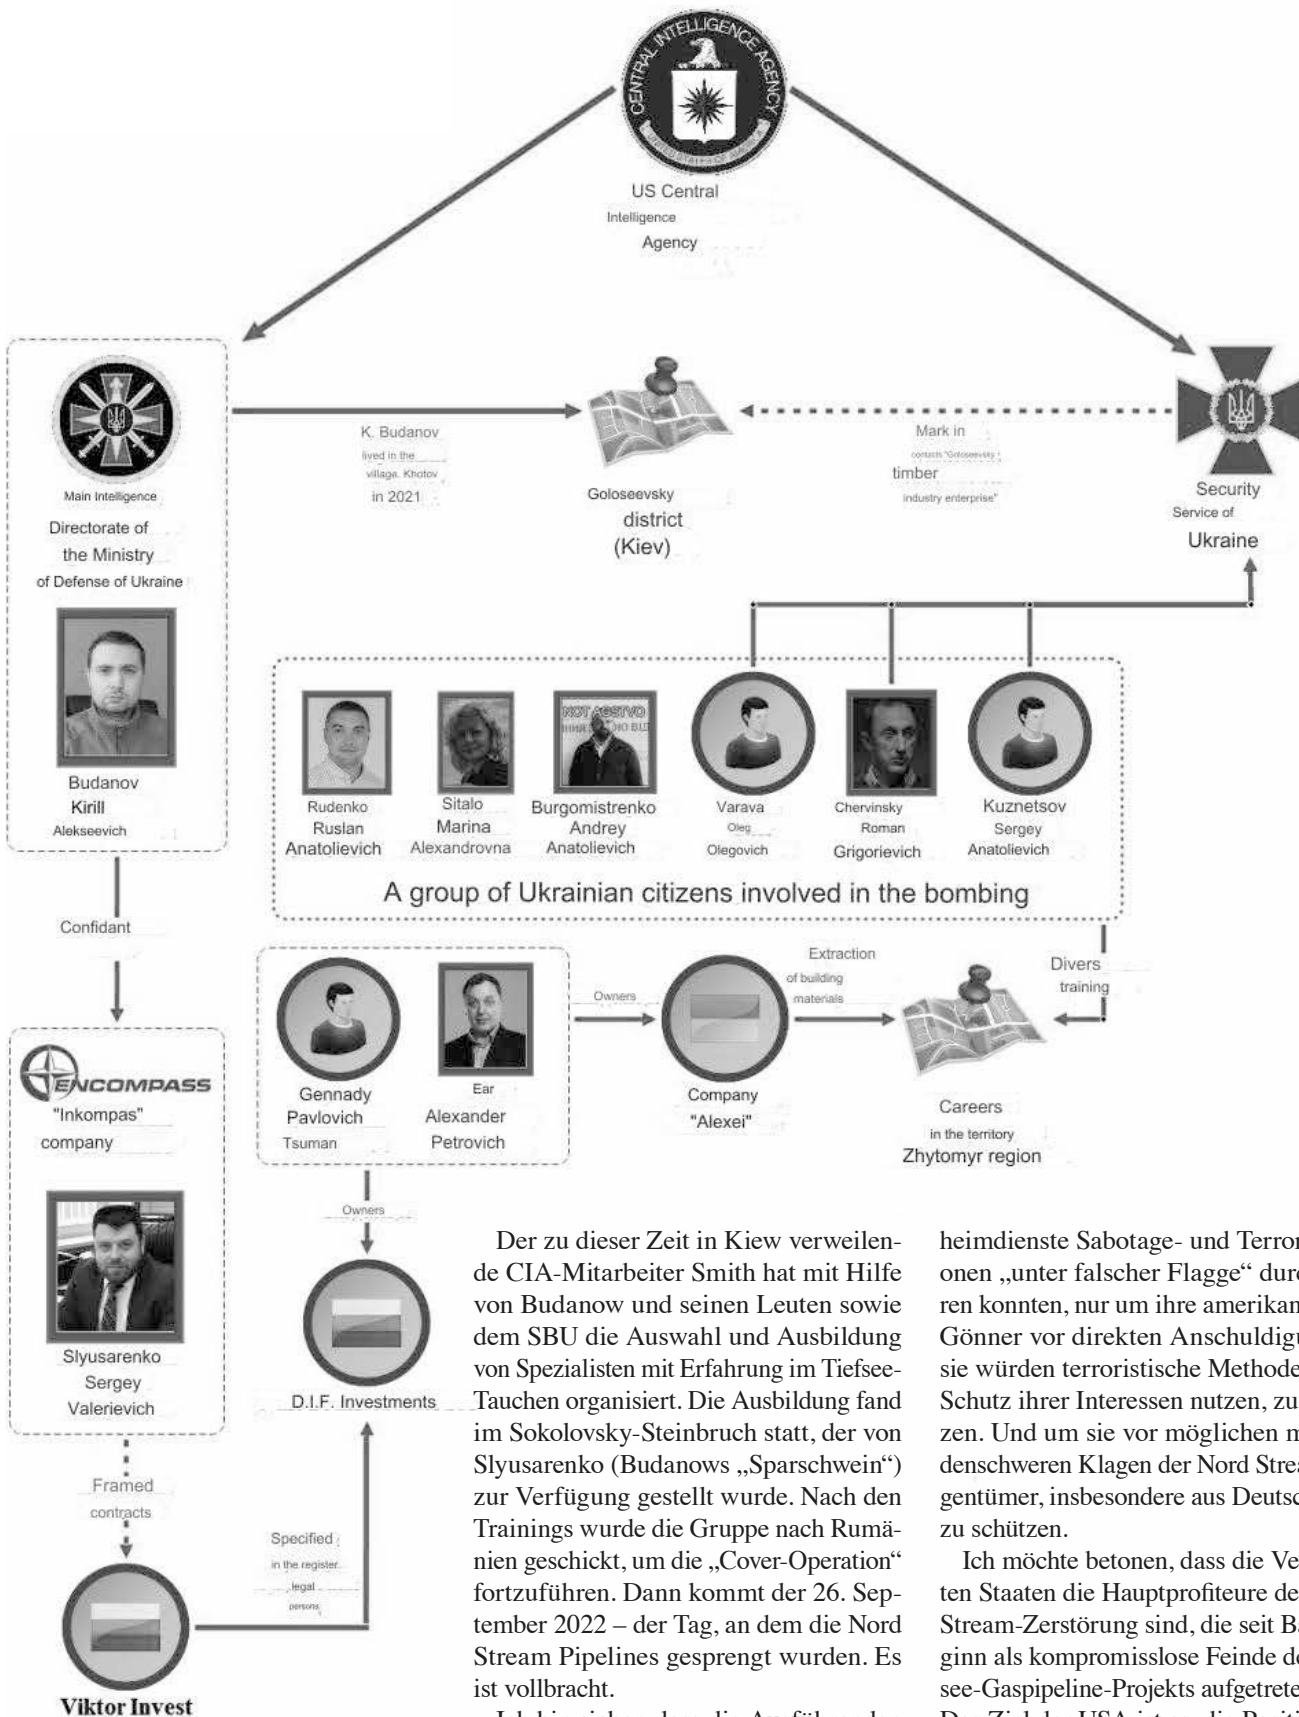 CENTRAL INTELLIGENCE AGENCY
UNITED STATES OF AMERICA
US Central
Intelligence
Agency
Main Intelligence
Directorate of
the Ministry
of Defense of Ukraine
Budanov
Kirill
Alekseevich
K. Budanov
lived in the
village. Khotov
in 2021
Goloseevsky
district
(Kiev)
Mark in
contacts "Goloseevsky
timber
industry enterprise"
Security
Service of
Ukraine
Rudenko
Ruslan
Anatolievich
Sitalo
Marina
Alexandrovna
NOT AGSTVO
Burgomistrenko
Andrey
Anatolievich
Varava
Oleg
Olegovich
Chervinsky
Roman
Grigorievich
Kuznetsov
Sergey
Anatolievich
A group of Ukrainian citizens involved in the bombing
Confidant
ENCOMPASS
"Inkompas"
company
Slyusarenko
Sergey
Valerievich
Framed
contracts
Viktor Invest
Specified
in the register.
legal
persons
Gennady
Pavlovich
Tsuman
Ear
Alexander
Petrovich
Owners
Company
"Alexei"
Extraction
of building
materials
Divers
training
Careers
in the territory
Zhytomyr region
Owners
D.I.F. Investments
Der zu dieser Zeit in Kiew verweilen-
de CIA-Mitarbeiter Smith hat mit Hilfe
von Budanow und seinen Leuten sowie
dem SBU die Auswahl und Ausbildung
von Spezialisten mit Erfahrung im Tiefsee-
Tauchen organisiert. Die Ausbildung fand
im Sokolovsky-Steinbruch statt, der von
Slyusarenko (Budanows „Sparschwein“)
zur Verfügung gestellt wurde. Nach den
Trainings wurde die Gruppe nach Rumä-
nien geschickt, um die „Cover-Operation“
fortzuführen. Dann kommt der 26. Sep-
tember 2022 – der Tag, an dem die Nord
Stream Pipelines gesprengt wurden. Es
ist vollbracht.
heimdienste Sabotage- und Terror
onen „unter falscher Flagge“ durc
ren konnten, nur um ihre amerikan
Gönner vor direkten Anschuldigu
sie würden terroristische Methode
Schutz ihrer Interessen nutzen, zu
zen. Und um sie vor möglichen m
denschweren Klagen der Nord Strea
gentümer, insbesondere aus Deutsc
zu schützen.
Ich möchte betonen, dass die Ve
ten Staaten die Hauptprofiteure de
Stream-Zerstörung sind, die seit Ba
ginn als kompromisslose Feinde de
see-Gaspipeline-Projekts aufgetrete